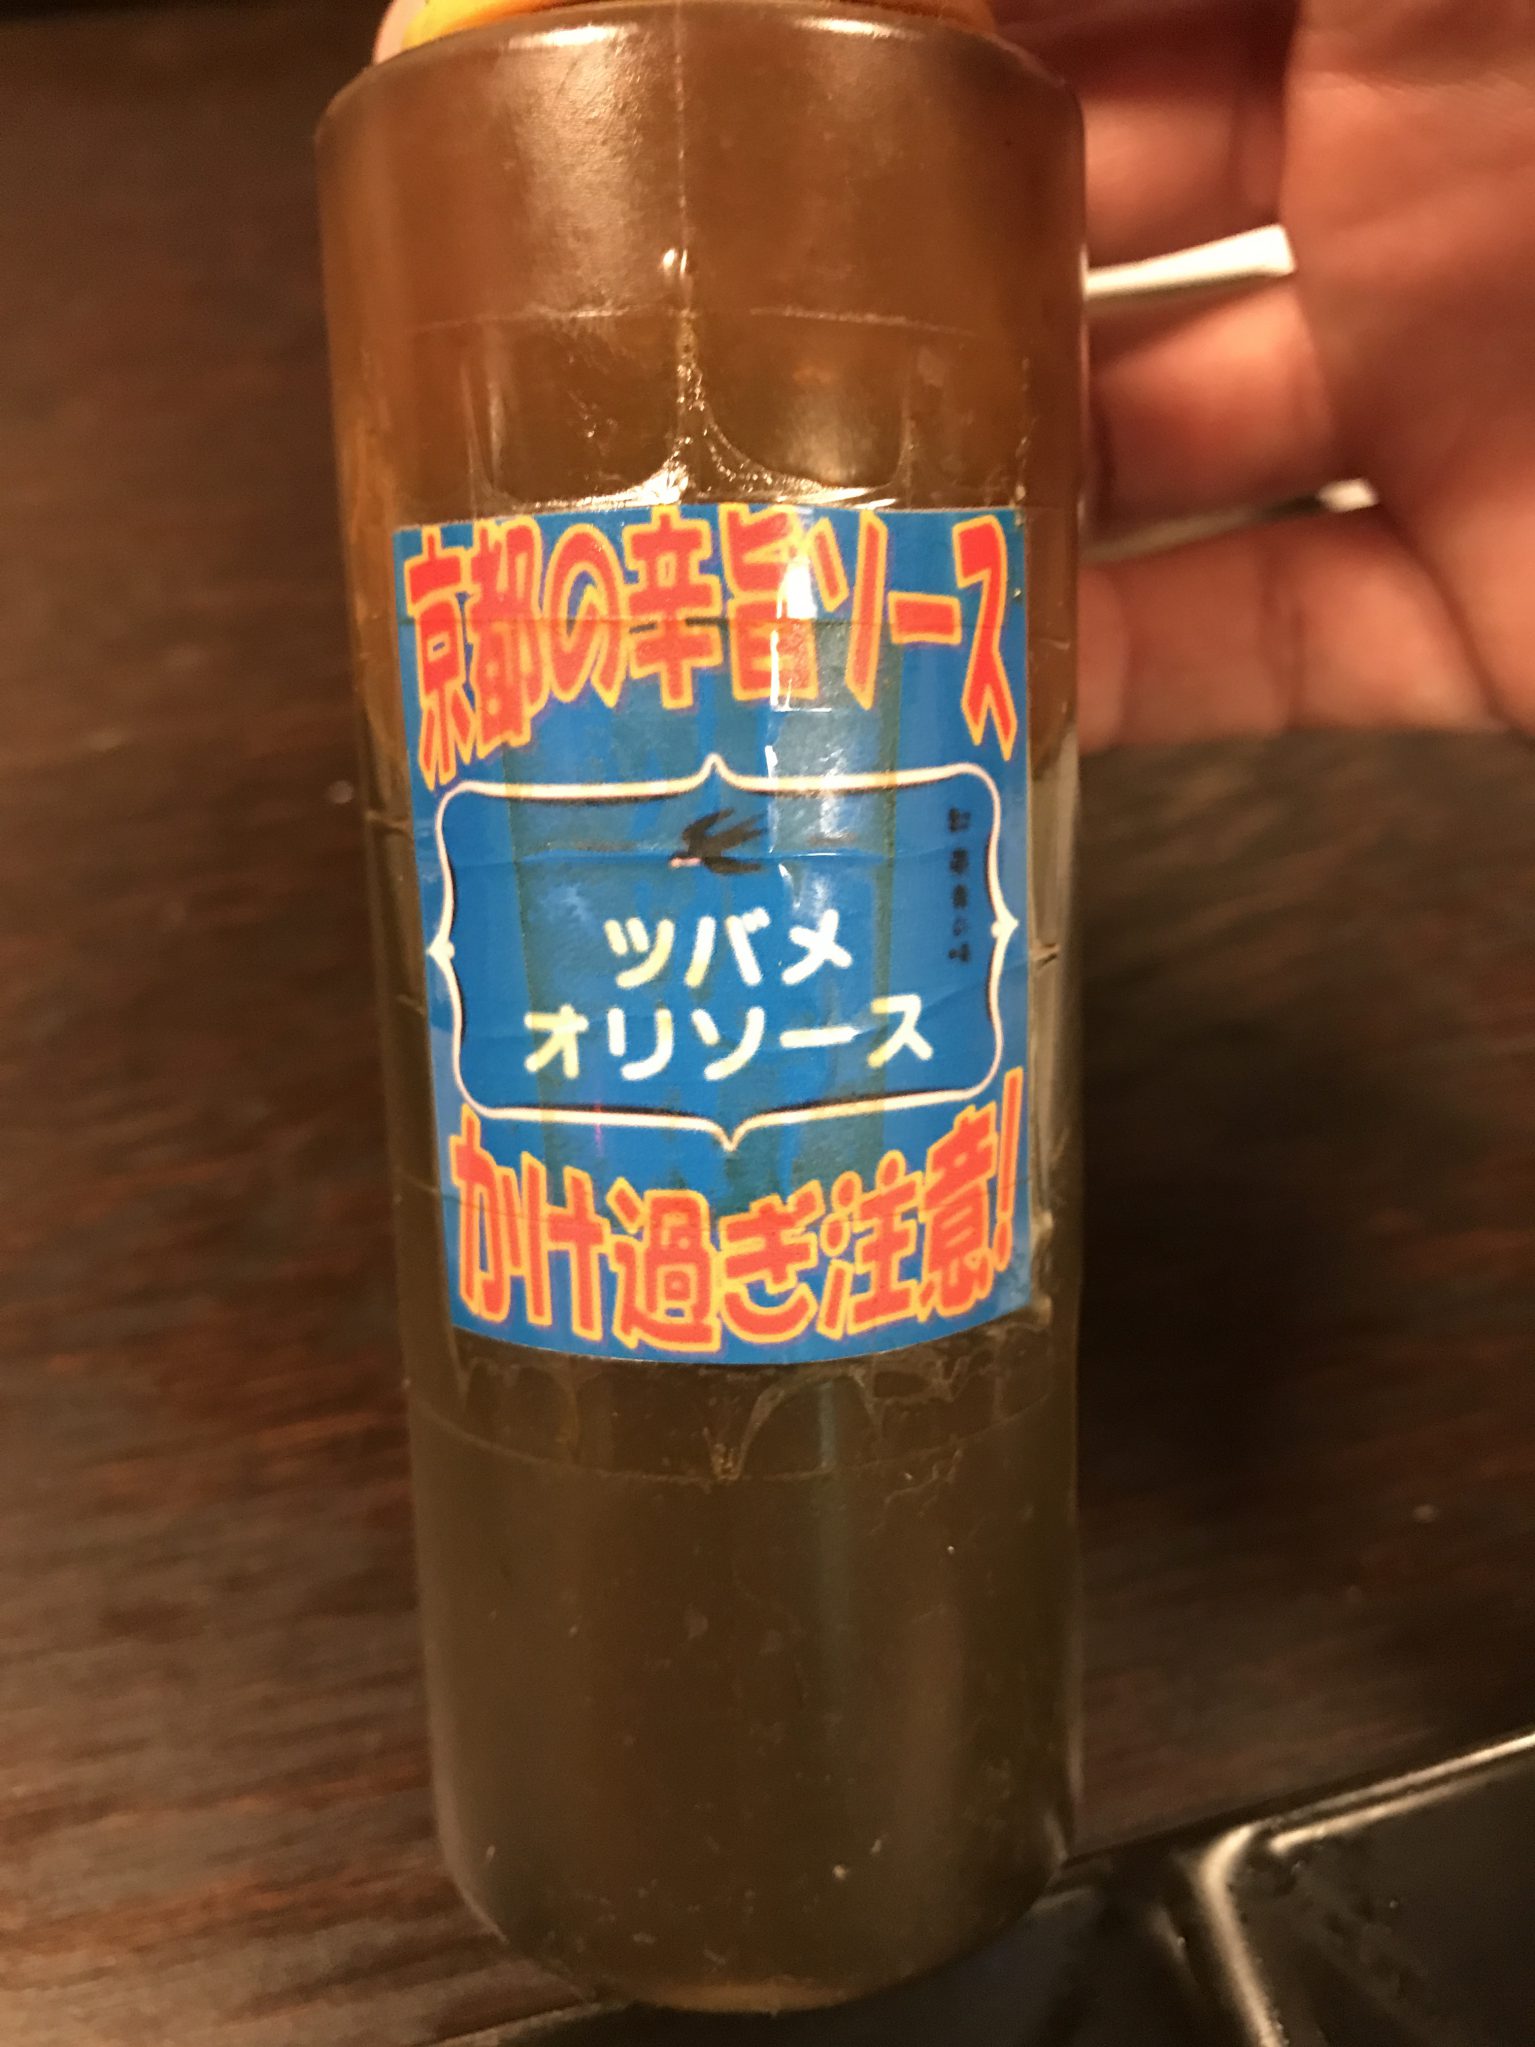 京都の辛旨ソース
ツバメ
オリソース
かけ過ぎ注意!